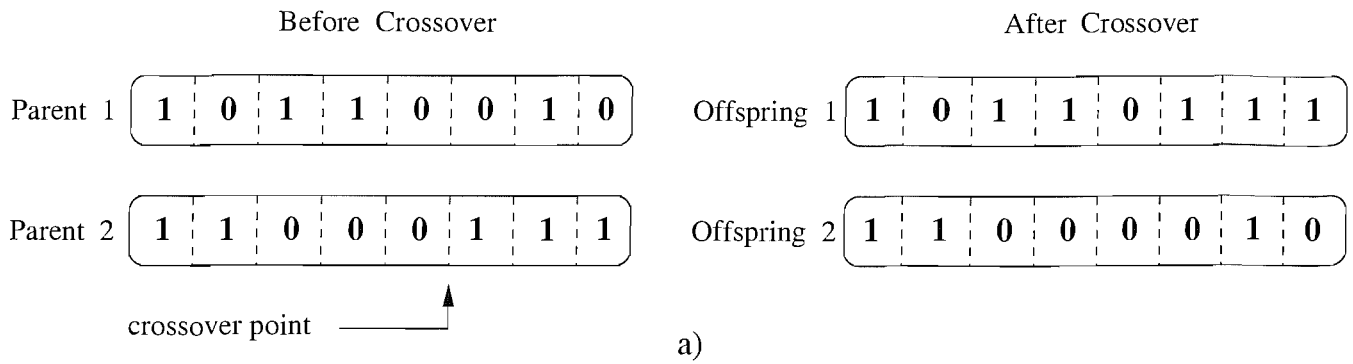 Before Crossover After Crossover
Parent 1 1 0 1 1 0 0 1 0 Offspring 1 1 0 1 1 0 1 1 1
Parent 2 1 1 0 0 0 1 1 1 Offspring 2 1 1 0 0 0 0 1 0
crossover point
a)